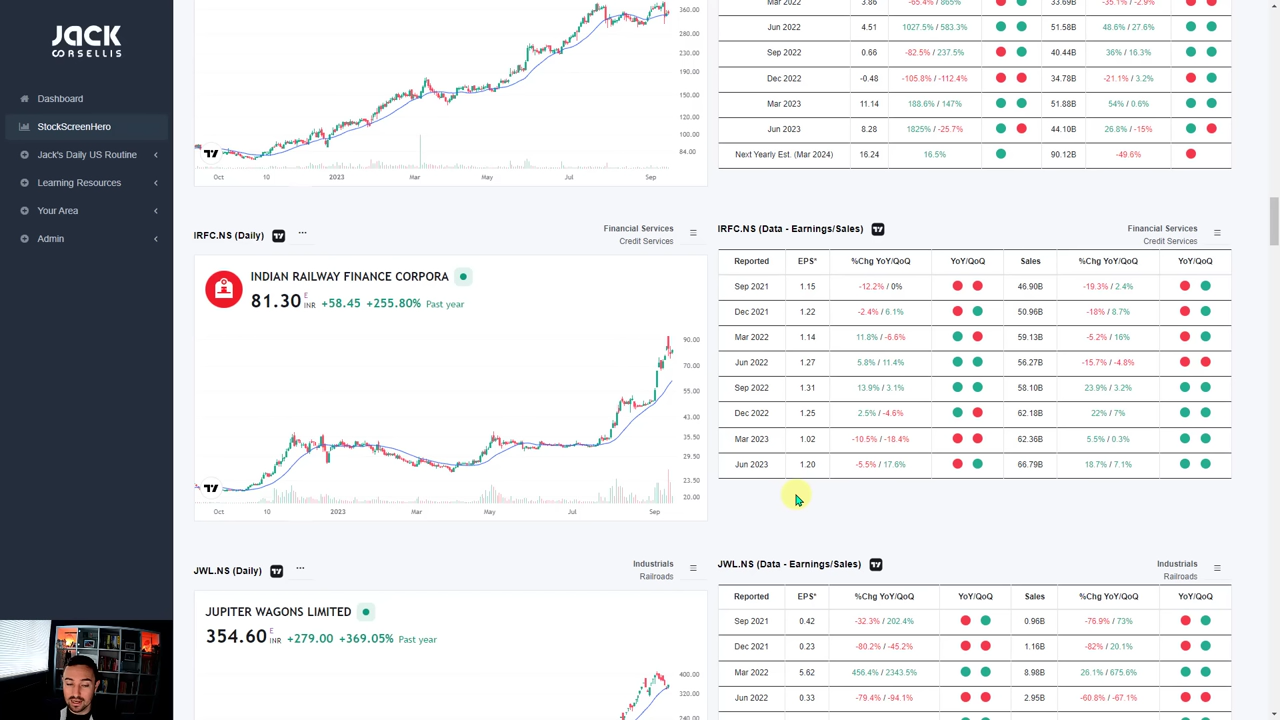 JACK
CORSELLIS
Dashboard
StockScreenHero
Jack's Daily US Routine
Learning Resources
Your Area
Admin
360.00
280.00
230.00
190.00
150.00
117.00
100.00
84.00
Oct 10 2023 Mar May Jul Sep
Mar 2022 3.86 -65.4% / 865% 33.69B -35.1% / -2.9%
Jun 2022 4.51 1027.5% / 583.3% 51.58B 48.6% / 27.6%
Sep 2022 0.66 -82.5% / 237.5% 40.44B 36% / 16.3%
Dec 2022 -0.48 -105.8% / -112.4% 34.78B -21.1% / 3.2%
Mar 2023 11.14 188.6% / 147% 51.88B 54% / 0.6%
Jun 2023 8.28 1825% / -25.7% 44.10B 26.8% / -15%
Next Yearly Est. (Mar 2024) 16.24 16.5% 90.12B -49.6%
IRFC.NS (Daily)
Financial Services
Credit Services
INDIAN RAILWAY FINANCE CORPORA
81.30 E INR +58.45 +255.80% Past year
90.00
70.00
55.00
43.00
35.50
29.50
23.50
20.00
Oct 10 2023 Mar May Jul Sep
IRFC.NS (Data - Earnings/Sales)
Financial Services
Credit Services
Reported EPS* %Chg YoY/QoQ YoY/QoQ Sales %Chg YoY/QoQ YoY/QoQ
Sep 2021 1.15 -12.2% / 0% 46.90B -19.3% / 2.4%
Dec 2021 1.22 -2.4% / 6.1% 50.96B -18% / 8.7%
Mar 2022 1.14 11.8% / -6.6% 59.13B -5.2% / 16%
Jun 2022 1.27 5.8% / 11.4% 56.27B -15.7% / -4.8%
Sep 2022 1.31 13.9% / 3.1% 58.10B 23.9% / 3.2%
Dec 2022 1.25 2.5% / -4.6% 62.18B 22% / 7%
Mar 2023 1.02 -10.5% / -18.4% 62.37B 5.5% / 0.3%
Jun 2023 1.20 -5.5% / 17.6% 66.79B 18.7% / 7.1%
JWL.NS (Daily)
Industrials
Railroads
JUPITER WAGONS LIMITED
354.60 E INR +279.00 +369.05% Past year
400.00
320.00
JWL.NS (Data - Earnings/Sales)
Industrials
Railroads
Reported EPS* %Chg YoY/QoQ YoY/QoQ Sales %Chg YoY/QoQ YoY/QoQ
Sep 2021 0.42 -32.3% / 202.4% 0.96B -76.9% / 73%
Dec 2021 0.23 -80.2% / -45.2% 1.16B -82% / 20.1%
Mar 2022 5.62 456.4% / 2343.5% 8.98B 26.1% / 675.6%
Jun 2022 0.33 -79.4% / -94.1% 2.95B -60.8% / -67.1%